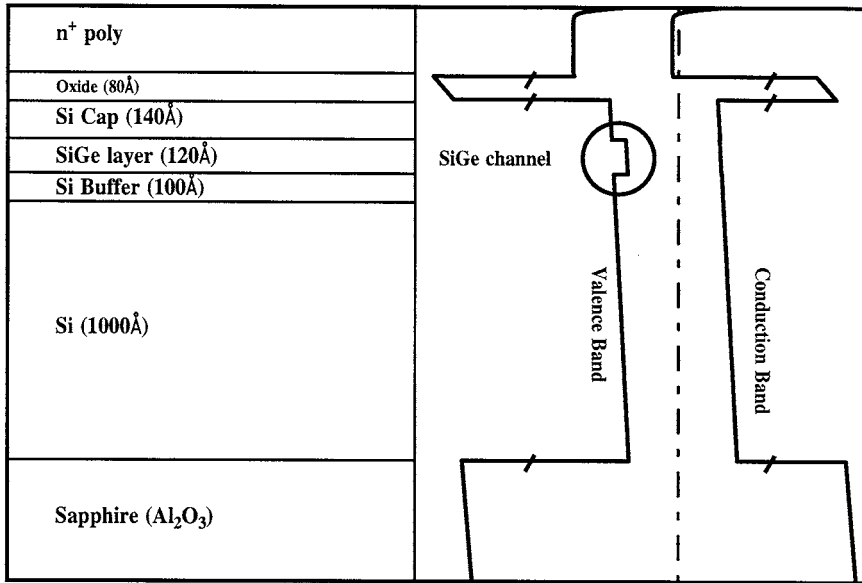 n⁺ poly
Oxide (80Å)
Si Cap (140Å)
SiGe layer (120Å)
SiGe channel
Si Buffer (100Å)
Si (1000Å)
Valence Band
Conduction Band
Sapphire (Al₂O₃)